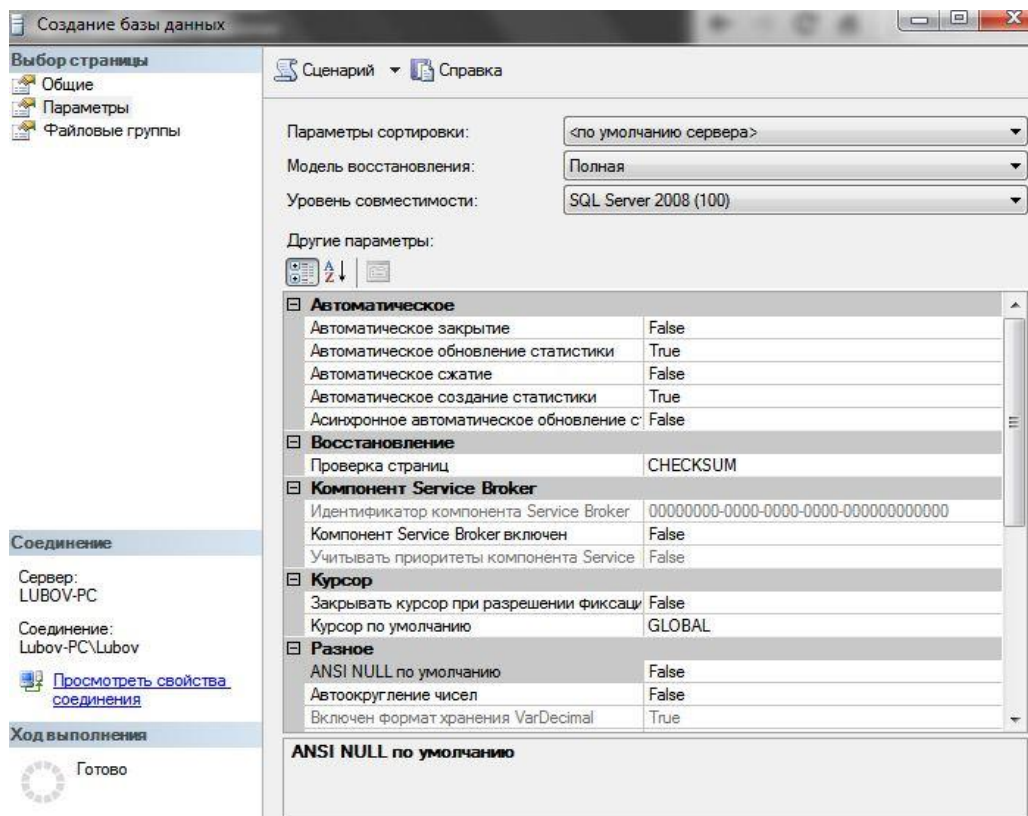 Создание базы данных
Выбор страницы
Общие
Параметры
Файловые группы
Сценарий Справка
Параметры сортировки: <по умолчанию сервера>
Модель восстановления: Полная
Уровень совместимости: SQL Server 2008 (100)
Другие параметры:
Автоматическое
Автоматическое закрытие False
Автоматическое обновление статистики True
Автоматическое сжатие False
Автоматическое создание статистики True
Асинхронное автоматическое обновление с False
Восстановление
Проверка страниц CHECKSUM
Компонент Service Broker
Идентификатор компонента Service Broker 00000000-0000-0000-0000-000000000000
Компонент Service Broker включен False
Учитывать приоритеты компонента Service False
Курсор
Закрывать курсор при разрешении фиксаци False
Курсор по умолчанию GLOBAL
Разное
ANSI NULL по умолчанию False
Автоокругление чисел False
Включен формат хранения VarDecimal True
ANSI NULL по умолчанию
Соединение
Сервер:
LUBOV-PC
Соединение:
Lubov-PC\Lubov
Просмотреть свойства
соединения
Ход выполнения
Готово